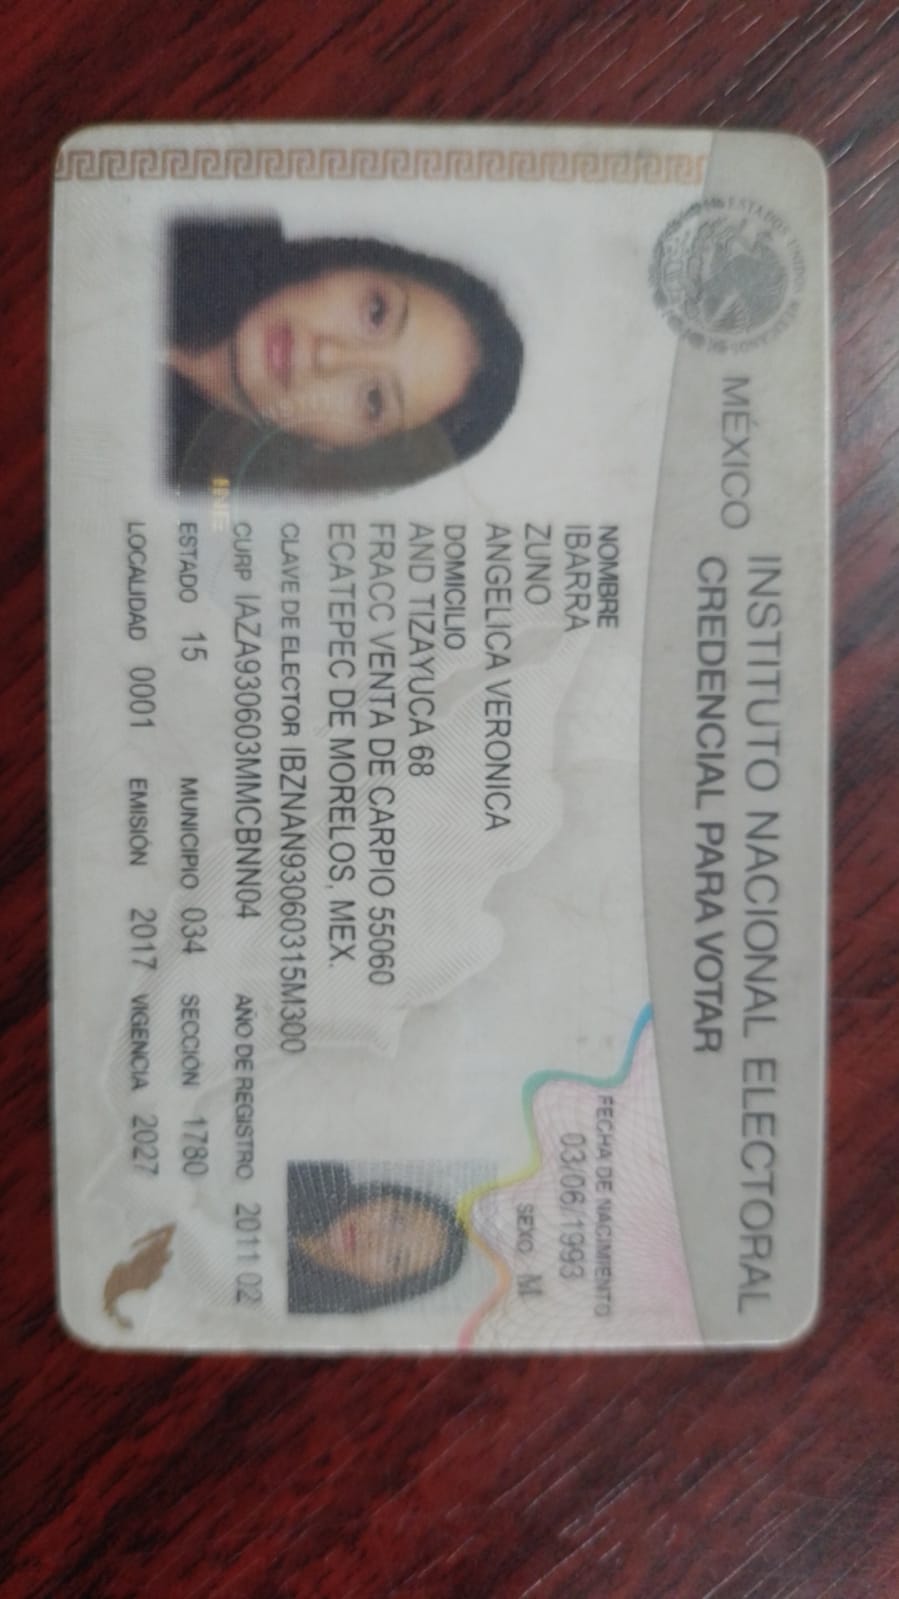 ESTADOS UNIDOS MEXICANOS
MÉXICO
INSTITUTO NACIONAL ELECTORAL
CREDENCIAL PARA VOTAR
NOMBRE
IBARRA
ZUNO
ANGELICA VERONICA
FECHA DE NACIMIENTO
03/06/1993
SEXO M
DOMICILIO
AND TIZAYUCA 68
FRACC VENTA DE CARPIO 55060
ECATEPEC DE MORELOS, MEX.
CLAVE DE ELECTOR IBZNAN93060315M300
CURP IAZA930603MMCBNN04 AÑO DE REGISTRO 2011 02
INE
ESTADO 15 MUNICIPIO 034 SECCIÓN 1780
LOCALIDAD 0001 EMISIÓN 2017 VIGENCIA 2027